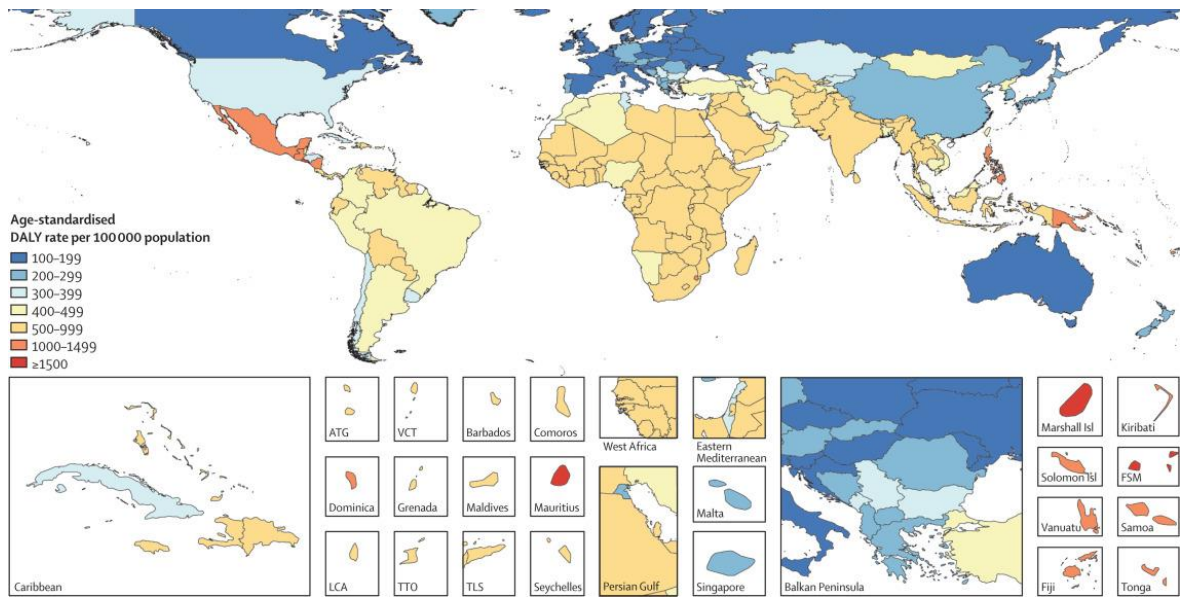 Age-standardised
DALY rate per 100 000 population
100–199
200–299
300–399
400–499
500–999
1000–1499
≥1500
Caribbean
ATG
VCT
Barbados
Comoros
West Africa
Eastern
Mediterranean
Marshall Isl
Kiribati
Dominica
Grenada
Maldives
Mauritius
Persian Gulf
Malta
Solomon Isl
FSM
LCA
TTO
TLS
Seychelles
Singapore
Balkan Peninsula
Vanuatu
Samoa
Fiji
Tonga